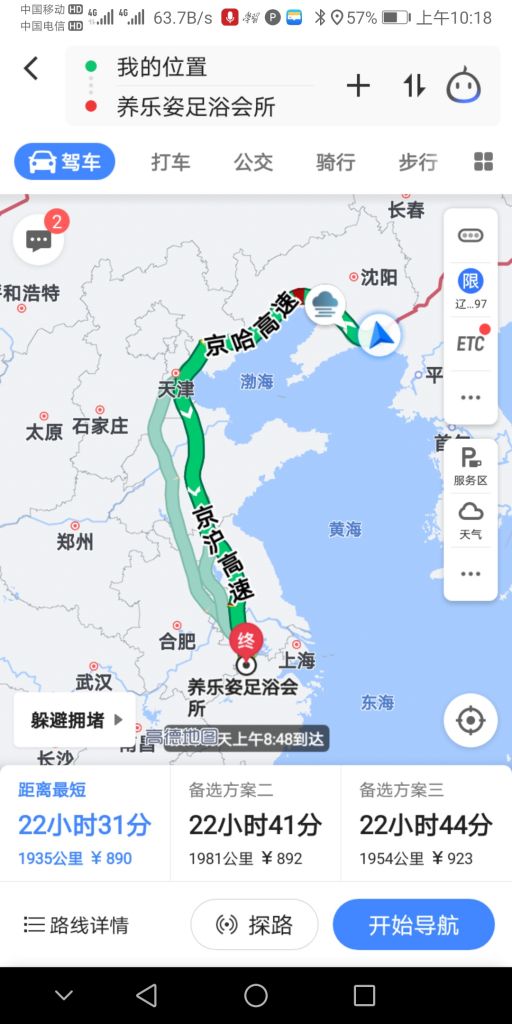 中国移动 HD
中国电信 HD
4G 4G 63.7B/s P 57% 上午10:18
我的位置
养乐姿足浴会所
驾车 打车 公交 骑行 步行
2
长春
呼和浩特
沈阳
限
辽...97
京哈高速
ETC
天津
渤海
平
太原
石家庄
首
P
服务区
京沪高速
天气
郑州
黄海
合肥
终
上海
武汉
养乐姿足浴会
所
东海
躲避拥堵
南昌
高德地图
天上午8:48到达
长沙
距离最短 备选方案二 备选方案三
22小时31分 22小时41分 22小时44分
1935公里 ¥ 890 1981公里 ¥ 892 1954公里 ¥ 923
路线详情 探路 开始导航